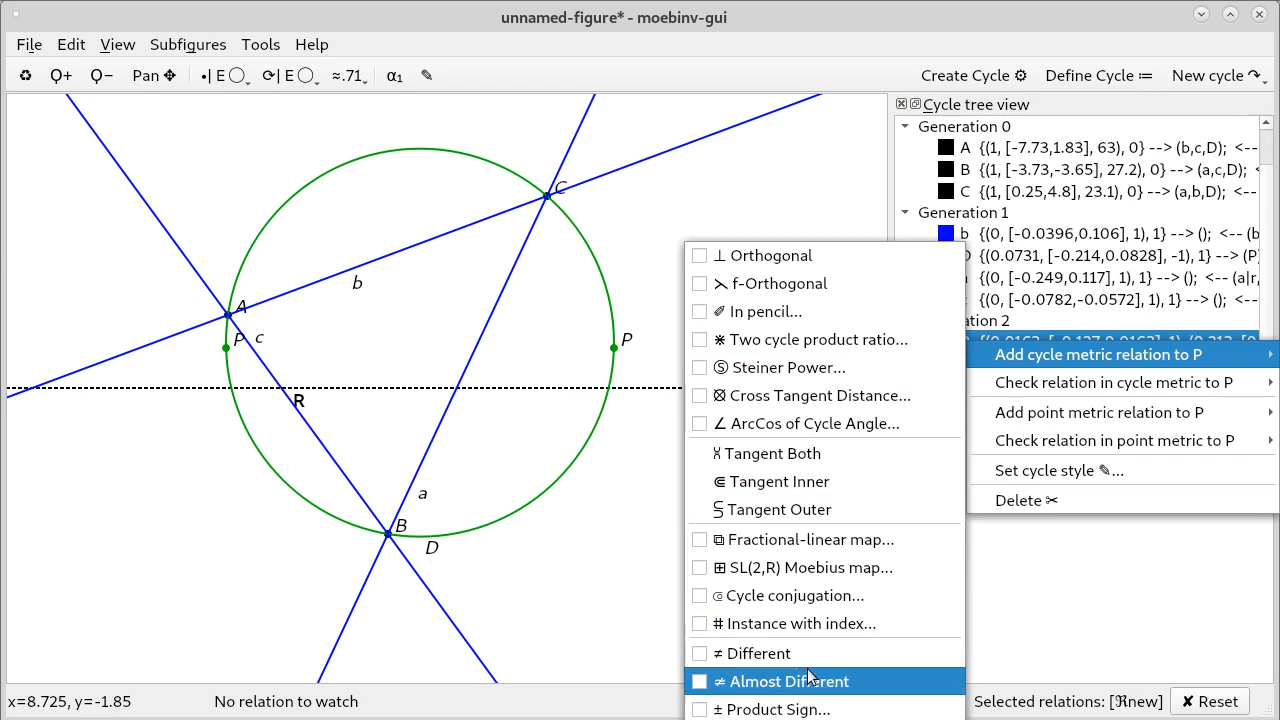 unnamed-figure* - moebinv-gui
File Edit View Subfigures Tools Help
Pan E E ≈.71 α₁ Create Cycle Define Cycle New cycle
Cycle tree view
Generation 0
A {(1, [-7.73,1.83], 63), 0} --> (b,c,D); <--
B {(1, [-3.73,-3.65], 27.2), 0} --> (a,c,D); <
C {(1, [0.25,4.8], 23.1), 0} --> (a,b,D); <--
Generation 1
b {(0, [-0.0396,0.106], 1), 1} --> (); <-- (b
{(0.0731, [-0.214,0.0828], -1), 1} --> (P
(0, [-0.249,0.117], 1), 1} --> (); <-- (a|r,
(0, [-0.0782,-0.0572], 1), 1} --> (); <--
ation 2
C
b
A
P
c
P
R
a
B
D
⊥ Orthogonal
f-Orthogonal
In pencil...
Two cycle product ratio...
Ⓢ Steiner Power...
Cross Tangent Distance...
∠ ArcCos of Cycle Angle...
Tangent Both
Tangent Inner
Tangent Outer
Fractional-linear map...
⊞ SL(2,R) Moebius map...
Cycle conjugation...
# Instance with index...
≠ Different
Almost Different
± Product Sign...
Add cycle metric relation to P
Check relation in cycle metric to P
Add point metric relation to P
Check relation in point metric to P
Set cycle style ✎...
Delete ✂
x=8.725, y=-1.85 No relation to watch Selected relations: [ℜnew] ✘ Reset